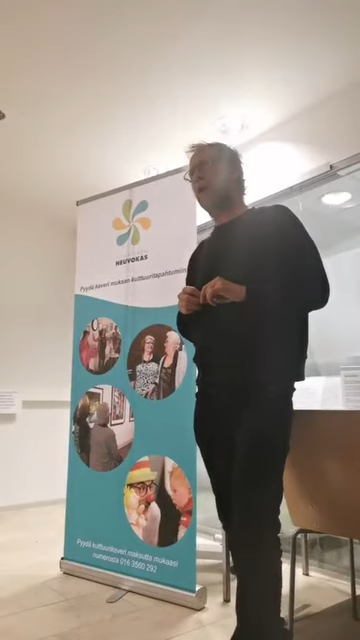 NEUVOKAS
Pyydä kaveri mukaan kulttuuritapahtumiin
Pyydä kulttuurikaveri maksutta mukaasi
numerosta 016 3560 292